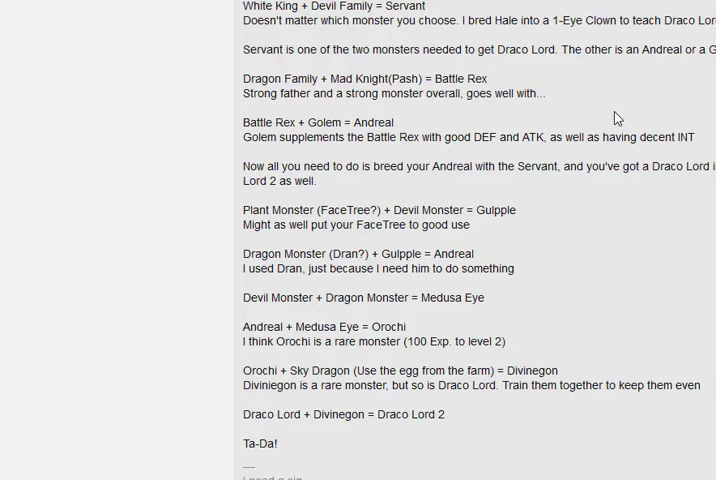 White King + Devil Family = Servant
Doesn't matter which monster you choose. I bred Hale into a 1-Eye Clown to teach Draco Lor
Servant is one of the two monsters needed to get Draco Lord. The other is an Andreal or a G
Dragon Family + Mad Knight(Pash) = Battle Rex
Strong father and a strong monster overall, goes well with...
Battle Rex + Golem = Andreal
Golem supplements the Battle Rex with good DEF and ATK, as well as having decent INT
Now all you need to do is breed your Andreal with the Servant, and you've got a Draco Lord i
Lord 2 as well.
Plant Monster (FaceTree?) + Devil Monster = Gulpple
Might as well put your FaceTree to good use
Dragon Monster (Dran?) + Gulpple = Andreal
I used Dran, just because I need him to do something
Devil Monster + Dragon Monster = Medusa Eye
Andreal + Medusa Eye = Orochi
I think Orochi is a rare monster (100 Exp. to level 2)
Orochi + Sky Dragon (Use the egg from the farm) = Divinegon
Diviniegon is a rare monster, but so is Draco Lord. Train them together to keep them even
Draco Lord + Divinegon = Draco Lord 2
Ta-Da!
---
I need a sig